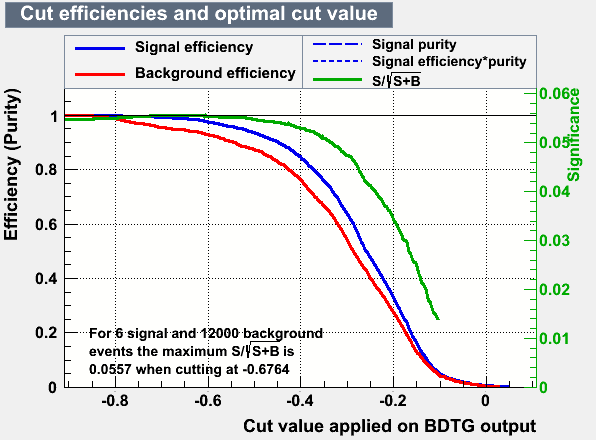 Cut efficiencies and optimal cut value
Signal efficiency
Background efficiency
Signal purity
Signal efficiency*purity
S/√S+B
Efficiency (Purity)
1
0.8
0.6
0.4
0.2
0
0.06
0.05
0.04
0.03
0.02
0.01
0
Significance
For 6 signal and 12000 background
events the maximum S/√S+B is
0.0557 when cutting at -0.6764
-0.8 -0.6 -0.4 -0.2 0
Cut value applied on BDTG output